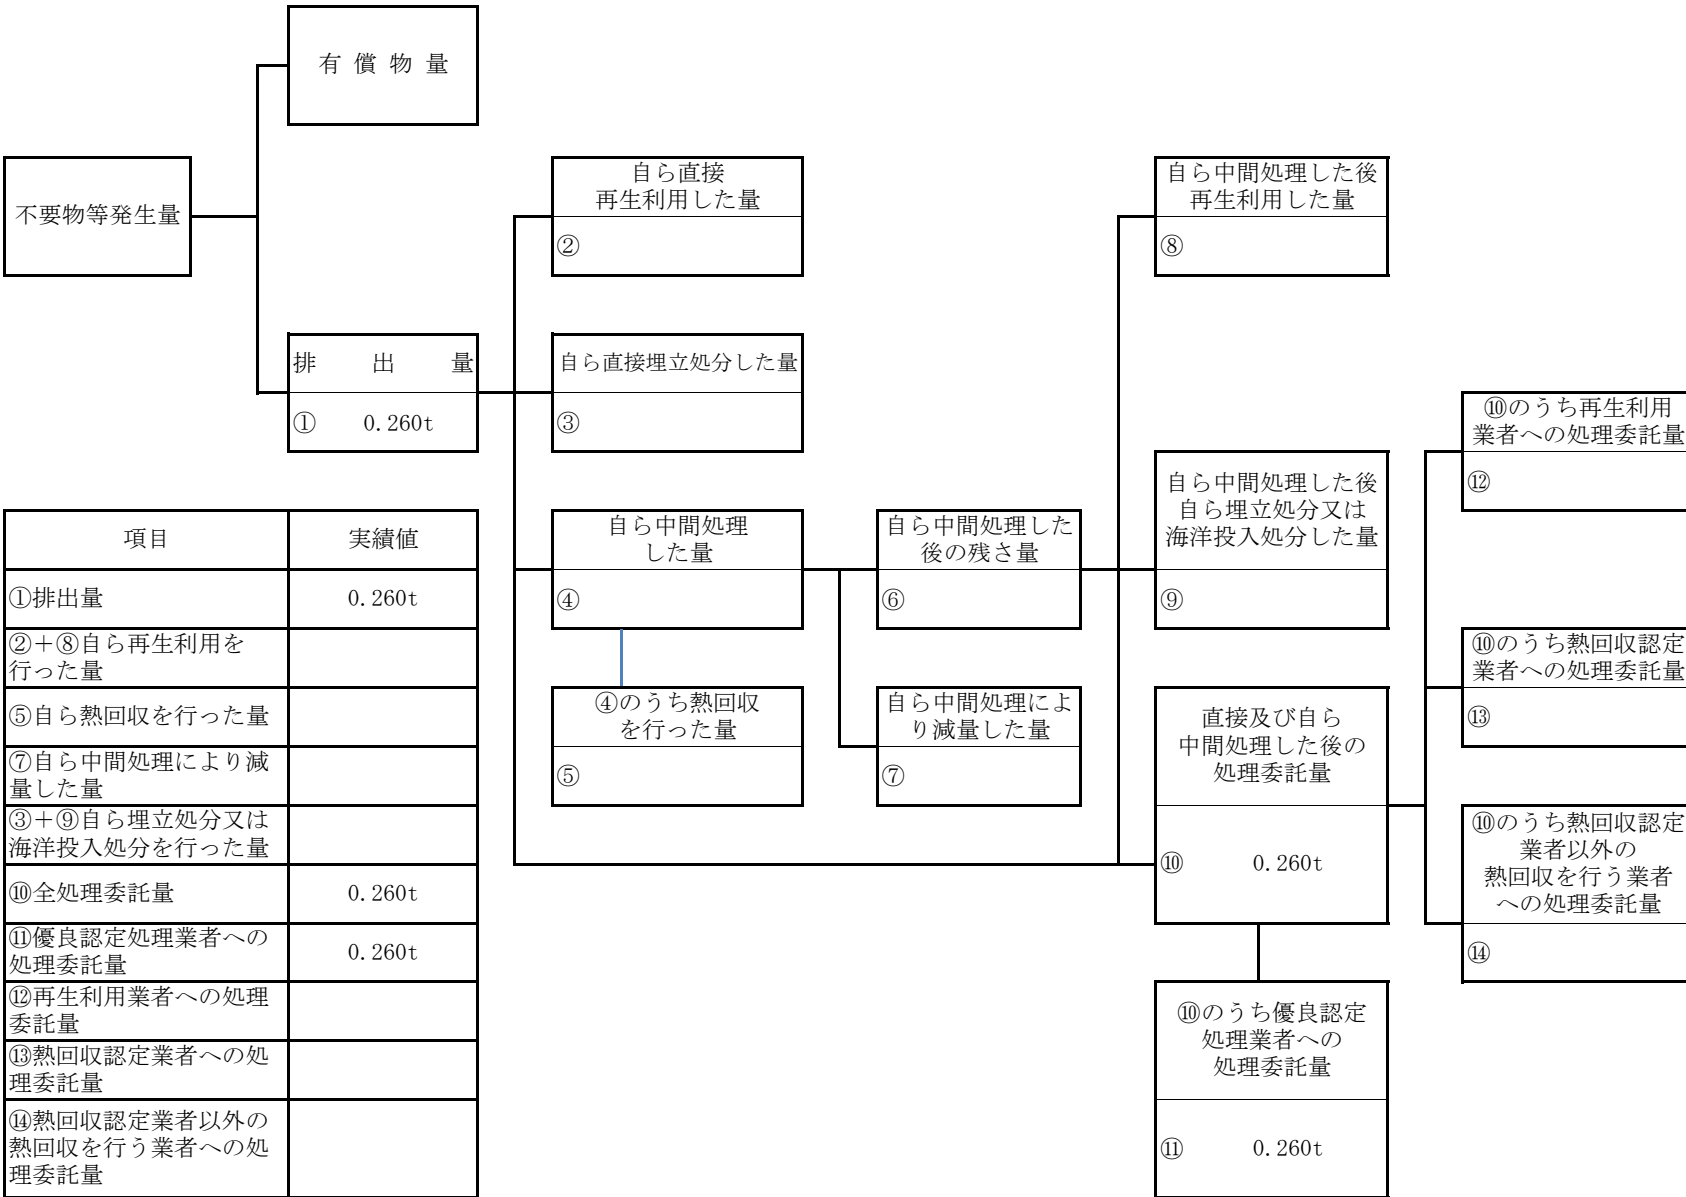 有償物量
不要物等発生量
排出量
① 0.260t
自ら直接
再生利用した量
②
自ら直接埋立処分した量
③
自ら中間処理
した量
④
④のうち熱回収
を行った量
⑤
自ら中間処理した
後の残さ量
⑥
自ら中間処理によ
り減量した量
⑦
自ら中間処理した後
再生利用した量
⑧
自ら中間処理した後
自ら埋立処分又は
海洋投入処分した量
⑨
直接及び自ら
中間処理した後の
処理委託量
⑩ 0.260t
⑩のうち優良認定
処理業者への
処理委託量
⑪ 0.260t
⑩のうち再生利用
業者への処理委託量
⑫
⑩のうち熱回収認定
業者への処理委託量
⑬
⑩のうち熱回収認定
業者以外の
熱回収を行う業者
への処理委託量
⑭
項目 実績値
①排出量 0.260t
②＋⑧自ら再生利用を
行った量
⑤自ら熱回収を行った量
⑦自ら中間処理により減
量した量
③＋⑨自ら埋立処分又は
海洋投入処分を行った量
⑩全処理委託量 0.260t
⑪優良認定処理業者への
処理委託量 0.260t
⑫再生利用業者への処理
委託量
⑬熱回収認定業者への処
理委託量
⑭熱回収認定業者以外の
熱回収を行う業者への処
理委託量